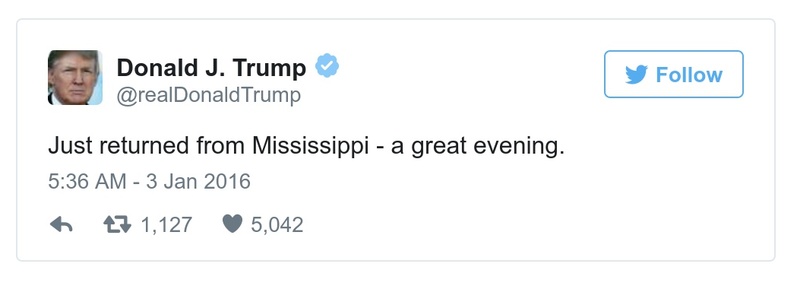 Donald J. Trump
@realDonaldTrump
Follow
Just returned from Mississippi - a great evening.
5:36 AM - 3 Jan 2016
1,127 5,042